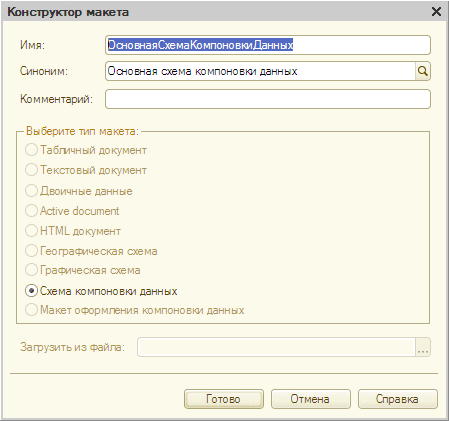 Конструктор макета
Имя: ОсновнаяСхемаКомпоновкиДанных
Синоним: Основная схема компоновки данных
Комментарий:
Выберите тип макета:
Табличный документ
Текстовый документ
Двоичные данные
Active document
HTML документ
Географическая схема
Графическая схема
Схема компоновки данных
Макет оформления компоновки данных
Загрузить из файла: ...
Готово Отмена Справка